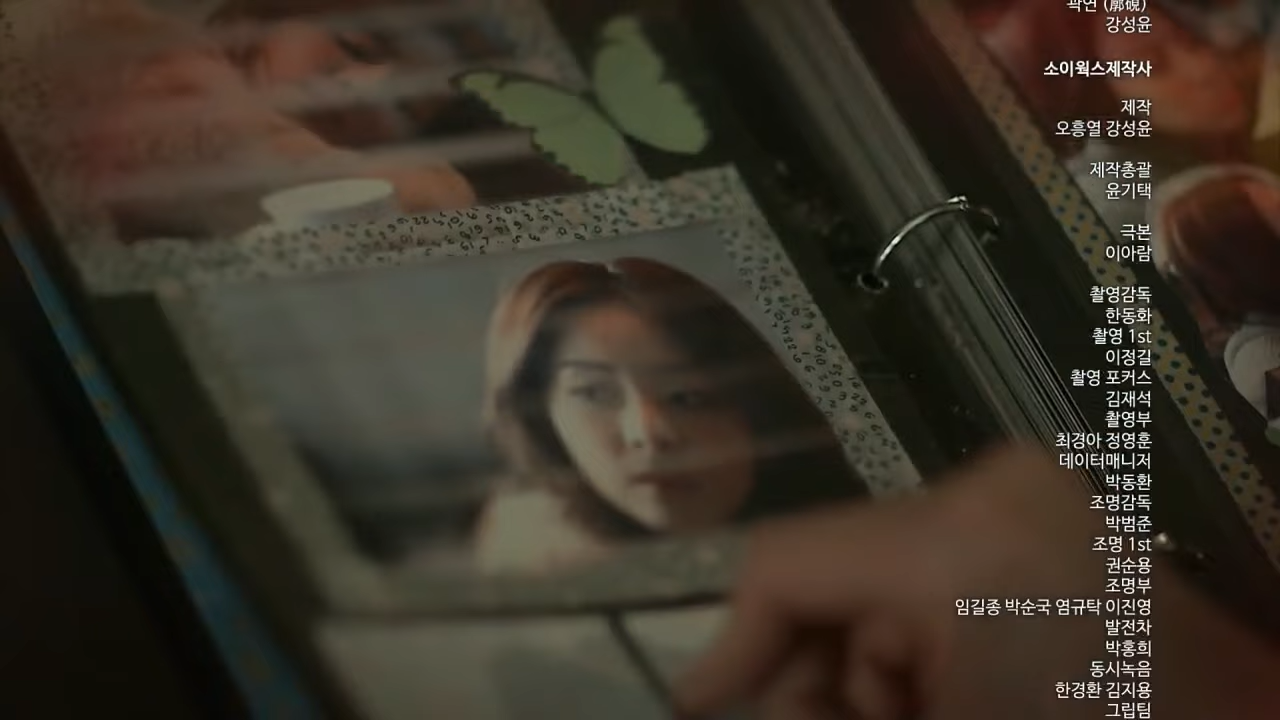 곽연 (廓硯)
강성윤
소이웍스제작사
제작
오흥열 강성윤
제작총괄
윤기택
극본
이아람
촬영감독
한동화
촬영 1st
이정길
촬영 포커스
김재석
촬영부
최경아 정영훈
데이터매니저
박동환
조명감독
박범준
조명 1st
권순용
조명부
임길종 박순국 염규탁 이진영
발전차
박홍희
동시녹음
한경환 김지용
그립팀